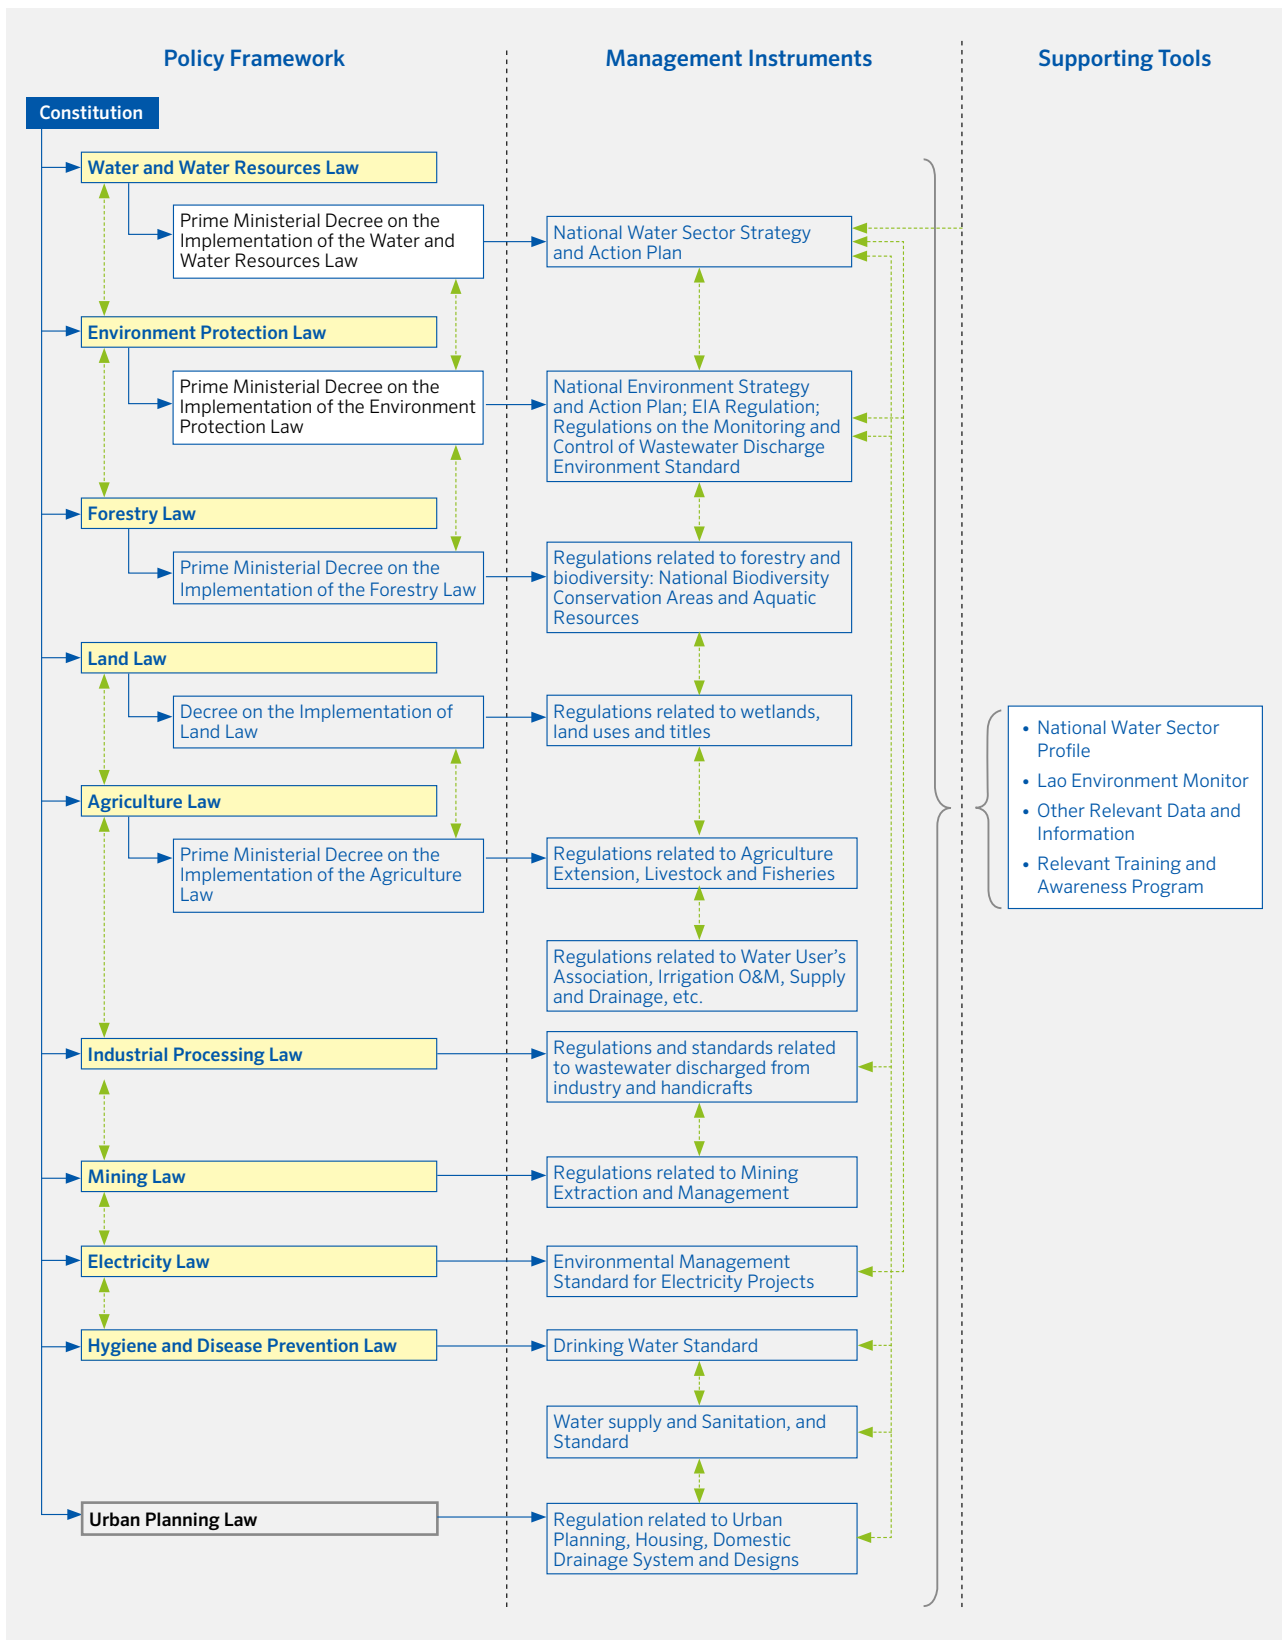 Policy Framework
Management Instruments
Supporting Tools
Constitution
Water and Water Resources Law
Prime Ministerial Decree on the
Implementation of the Water and
Water Resources Law
National Water Sector Strategy
and Action Plan
Environment Protection Law
Prime Ministerial Decree on the
Implementation of the Environment
Protection Law
National Environment Strategy
and Action Plan; EIA Regulation;
Regulations on the Monitoring and
Control of Wastewater Discharge
Environment Standard
Forestry Law
Prime Ministerial Decree on the
Implementation of the Forestry Law
Regulations related to forestry and
biodiversity: National Biodiversity
Conservation Areas and Aquatic
Resources
Land Law
Decree on the Implementation of
Land Law
Regulations related to wetlands,
land uses and titles
Agriculture Law
Prime Ministerial Decree on the
Implementation of the Agriculture
Law
Regulations related to Agriculture
Extension, Livestock and Fisheries
Regulations related to Water User’s
Association, Irrigation O&M, Supply
and Drainage, etc.
Industrial Processing Law
Regulations and standards related
to wastewater discharged from
industry and handicrafts
Mining Law
Regulations related to Mining
Extraction and Management
Electricity Law
Environmental Management
Standard for Electricity Projects
Hygiene and Disease Prevention Law
Drinking Water Standard
Water supply and Sanitation, and
Standard
Urban Planning Law
Regulation related to Urban
Planning, Housing, Domestic
Drainage System and Designs
• National Water Sector
Profile
• Lao Environment Monitor
• Other Relevant Data and
Information
• Relevant Training and
Awareness Program